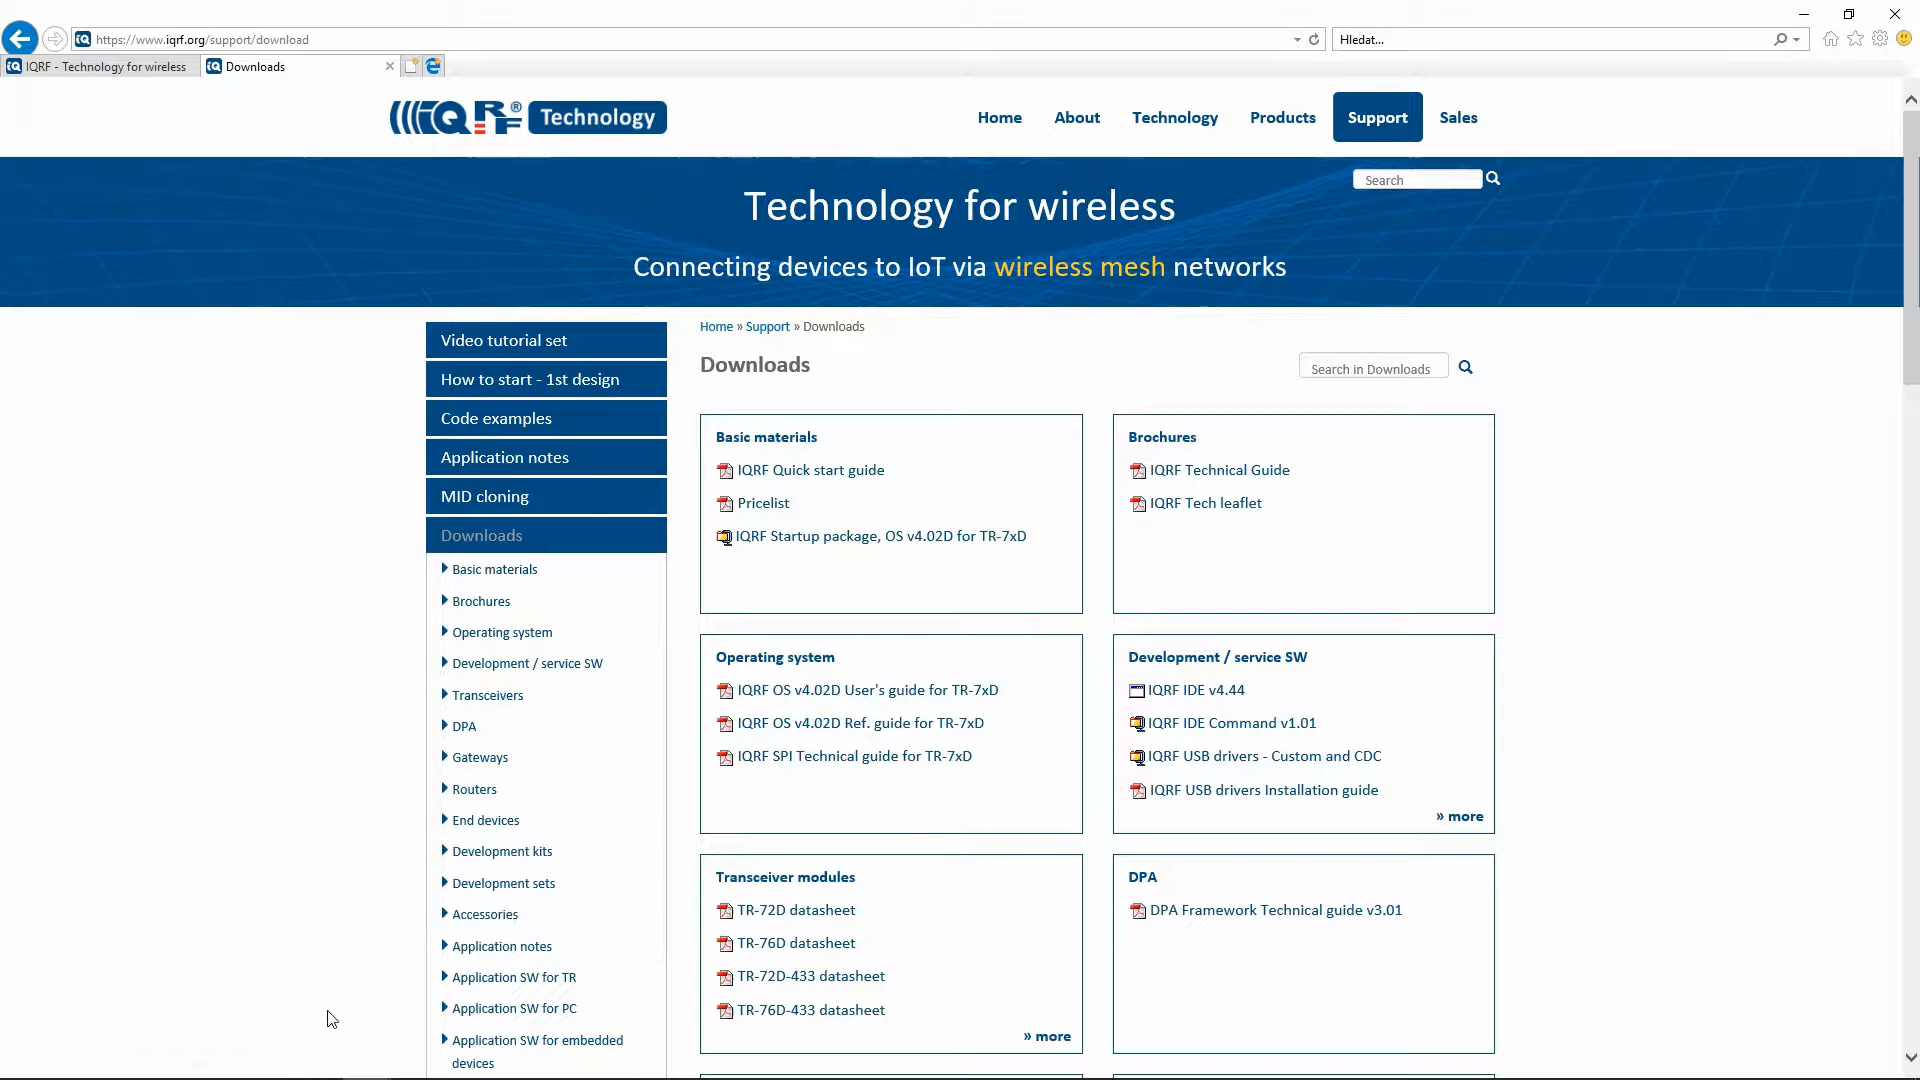 https://www.iqrf.org/support/download
Hledat...
IQRF - Technology for wireless
Downloads
IQRF® Technology
Home
About
Technology
Products
Support
Sales
Search
Technology for wireless
Connecting devices to IoT via wireless mesh networks
Video tutorial set
How to start - 1st design
Code examples
Application notes
MID cloning
Downloads
Basic materials
Brochures
Operating system
Development / service SW
Transceivers
DPA
Gateways
Routers
End devices
Development kits
Development sets
Accessories
Application notes
Application SW for TR
Application SW for PC
Application SW for embedded
devices
Home » Support » Downloads
Downloads
Search in Downloads
Basic materials
IQRF Quick start guide
Pricelist
IQRF Startup package, OS v4.02D for TR-7xD
Brochures
IQRF Technical Guide
IQRF Tech leaflet
Operating system
IQRF OS v4.02D User's guide for TR-7xD
IQRF OS v4.02D Ref. guide for TR-7xD
IQRF SPI Technical guide for TR-7xD
Development / service SW
IQRF IDE v4.44
IQRF IDE Command v1.01
IQRF USB drivers - Custom and CDC
IQRF USB drivers Installation guide
» more
Transceiver modules
TR-72D datasheet
TR-76D datasheet
TR-72D-433 datasheet
TR-76D-433 datasheet
» more
DPA
DPA Framework Technical guide v3.01